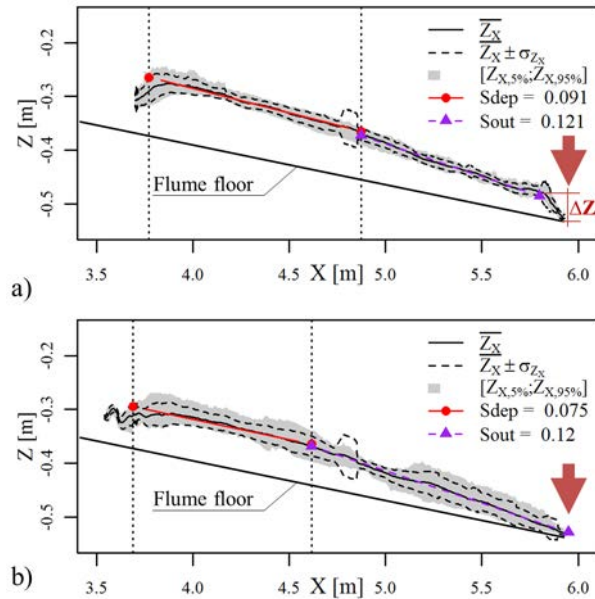 a)
Z [m]
-0.2
-0.3
-0.4
-0.5
Z_X
Z_X ± σ_Z_X
[Z_X,5%;Z_X,95%]
Sdep = 0.091
Sout = 0.121
ΔZ
Flume floor
3.5 4.0 4.5 5.0 5.5 6.0
X [m]
b)
Z [m]
-0.2
-0.3
-0.4
-0.5
Z_X
Z_X ± σ_Z_X
[Z_X,5%;Z_X,95%]
Sdep = 0.075
Sout = 0.12
Flume floor
3.5 4.0 4.5 5.0 5.5 6.0
X [m]